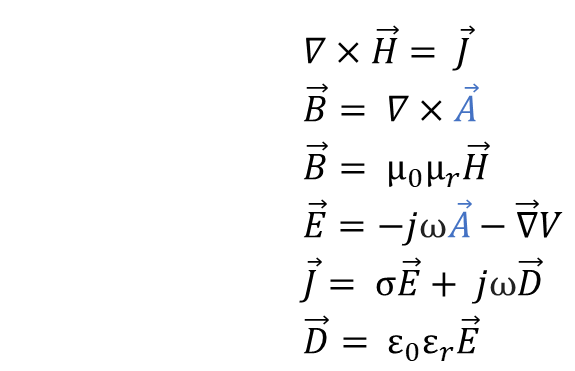 ∇ × H⃗ = J⃗
B⃗ = ∇ × A⃗
B⃗ = μ₀μᵣH⃗
E⃗ = −jωA⃗ − ∇⃗V
J⃗ = σE⃗ + jωD⃗
D⃗ = ε₀εᵣE⃗